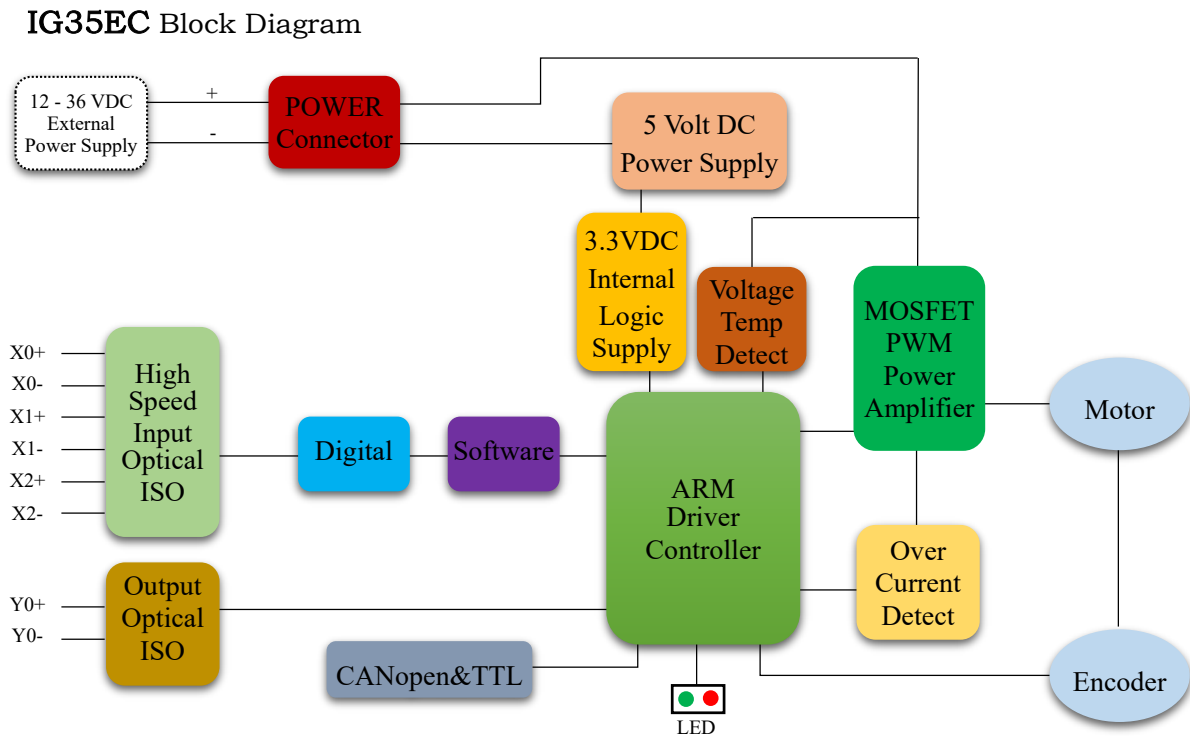 IG35EC Block Diagram
12 - 36 VDC
External
Power Supply
+
-
POWER
Connector
5 Volt DC
Power Supply
3.3VDC
Internal
Logic
Supply
Voltage
Temp
Detect
MOSFET
PWM
Power
Amplifier
Motor
X0+
X0-
X1+
X1-
X2+
X2-
High
Speed
Input
Optical
ISO
Digital
Software
ARM
Driver
Controller
Over
Current
Detect
Y0+
Y0-
Output
Optical
ISO
CANopen&TTL
LED
Encoder